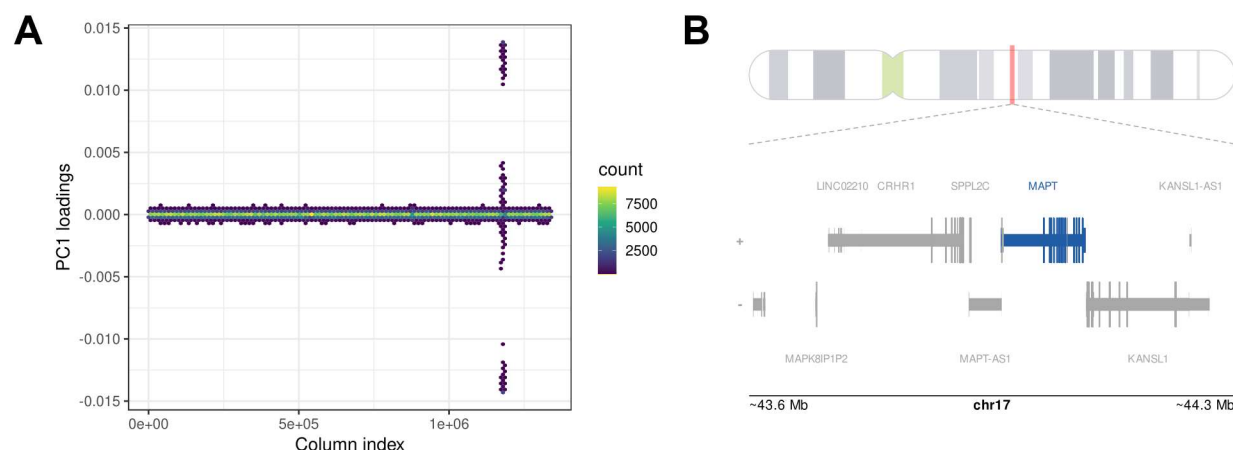 A
0.015
0.010
0.005
0.000
-0.005
-0.010
-0.015
PC1 loadings
0e+00
5e+05
1e+06
Column index
count
7500
5000
2500
B
LINC02210 CRHR1 SPPL2C MAPT KANSL1-AS1
+
-
MAPK8IP1P2 MAPT-AS1 KANSL1
~43.6 Mb chr17 ~44.3 Mb